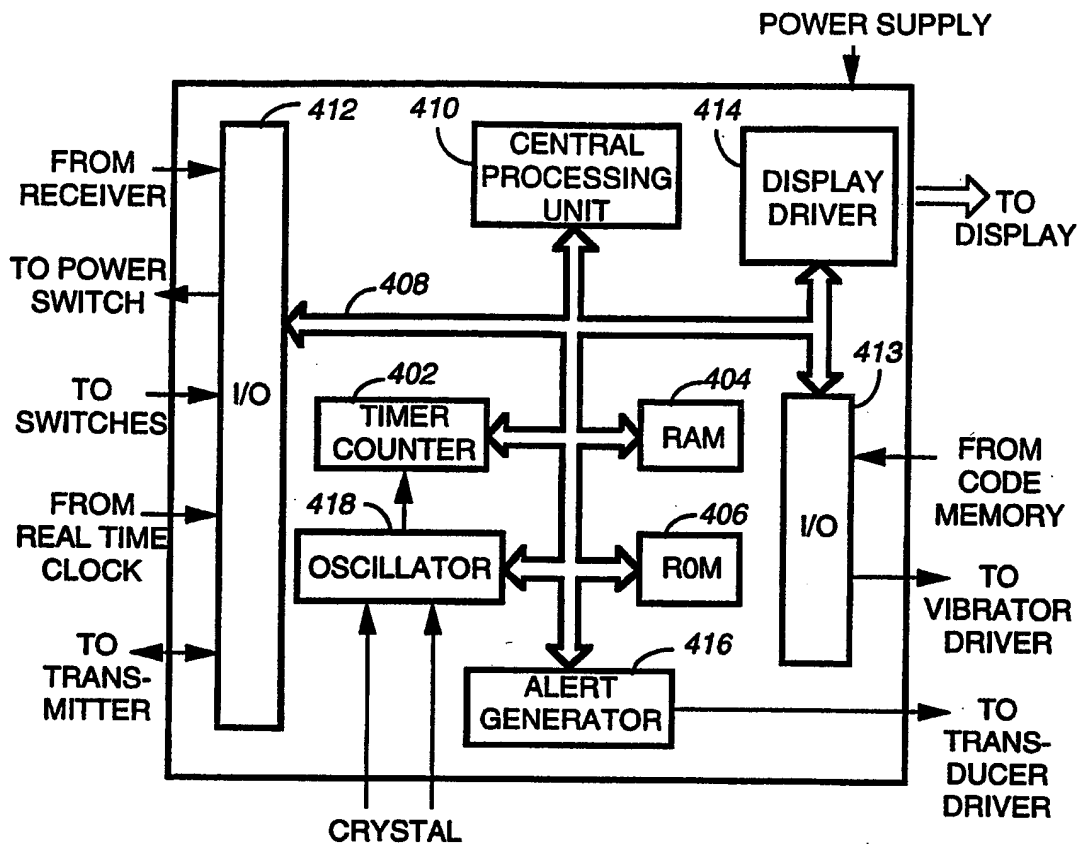 POWER SUPPLY
412
410
414
FROM
RECEIVER
CENTRAL
PROCESSING
UNIT
DISPLAY
DRIVER
TO
DISPLAY
TO POWER
SWITCH
408
413
I/O
402
404
TO
SWITCHES
TIMER
COUNTER
RAM
FROM
CODE
MEMORY
FROM
REAL TIME
CLOCK
418
406
I/O
OSCILLATOR
R0M
TO
VIBRATOR
DRIVER
TO
TRANS-
MITTER
416
ALERT
GENERATOR
TO
TRANS-
DUCER
DRIVER
CRYSTAL